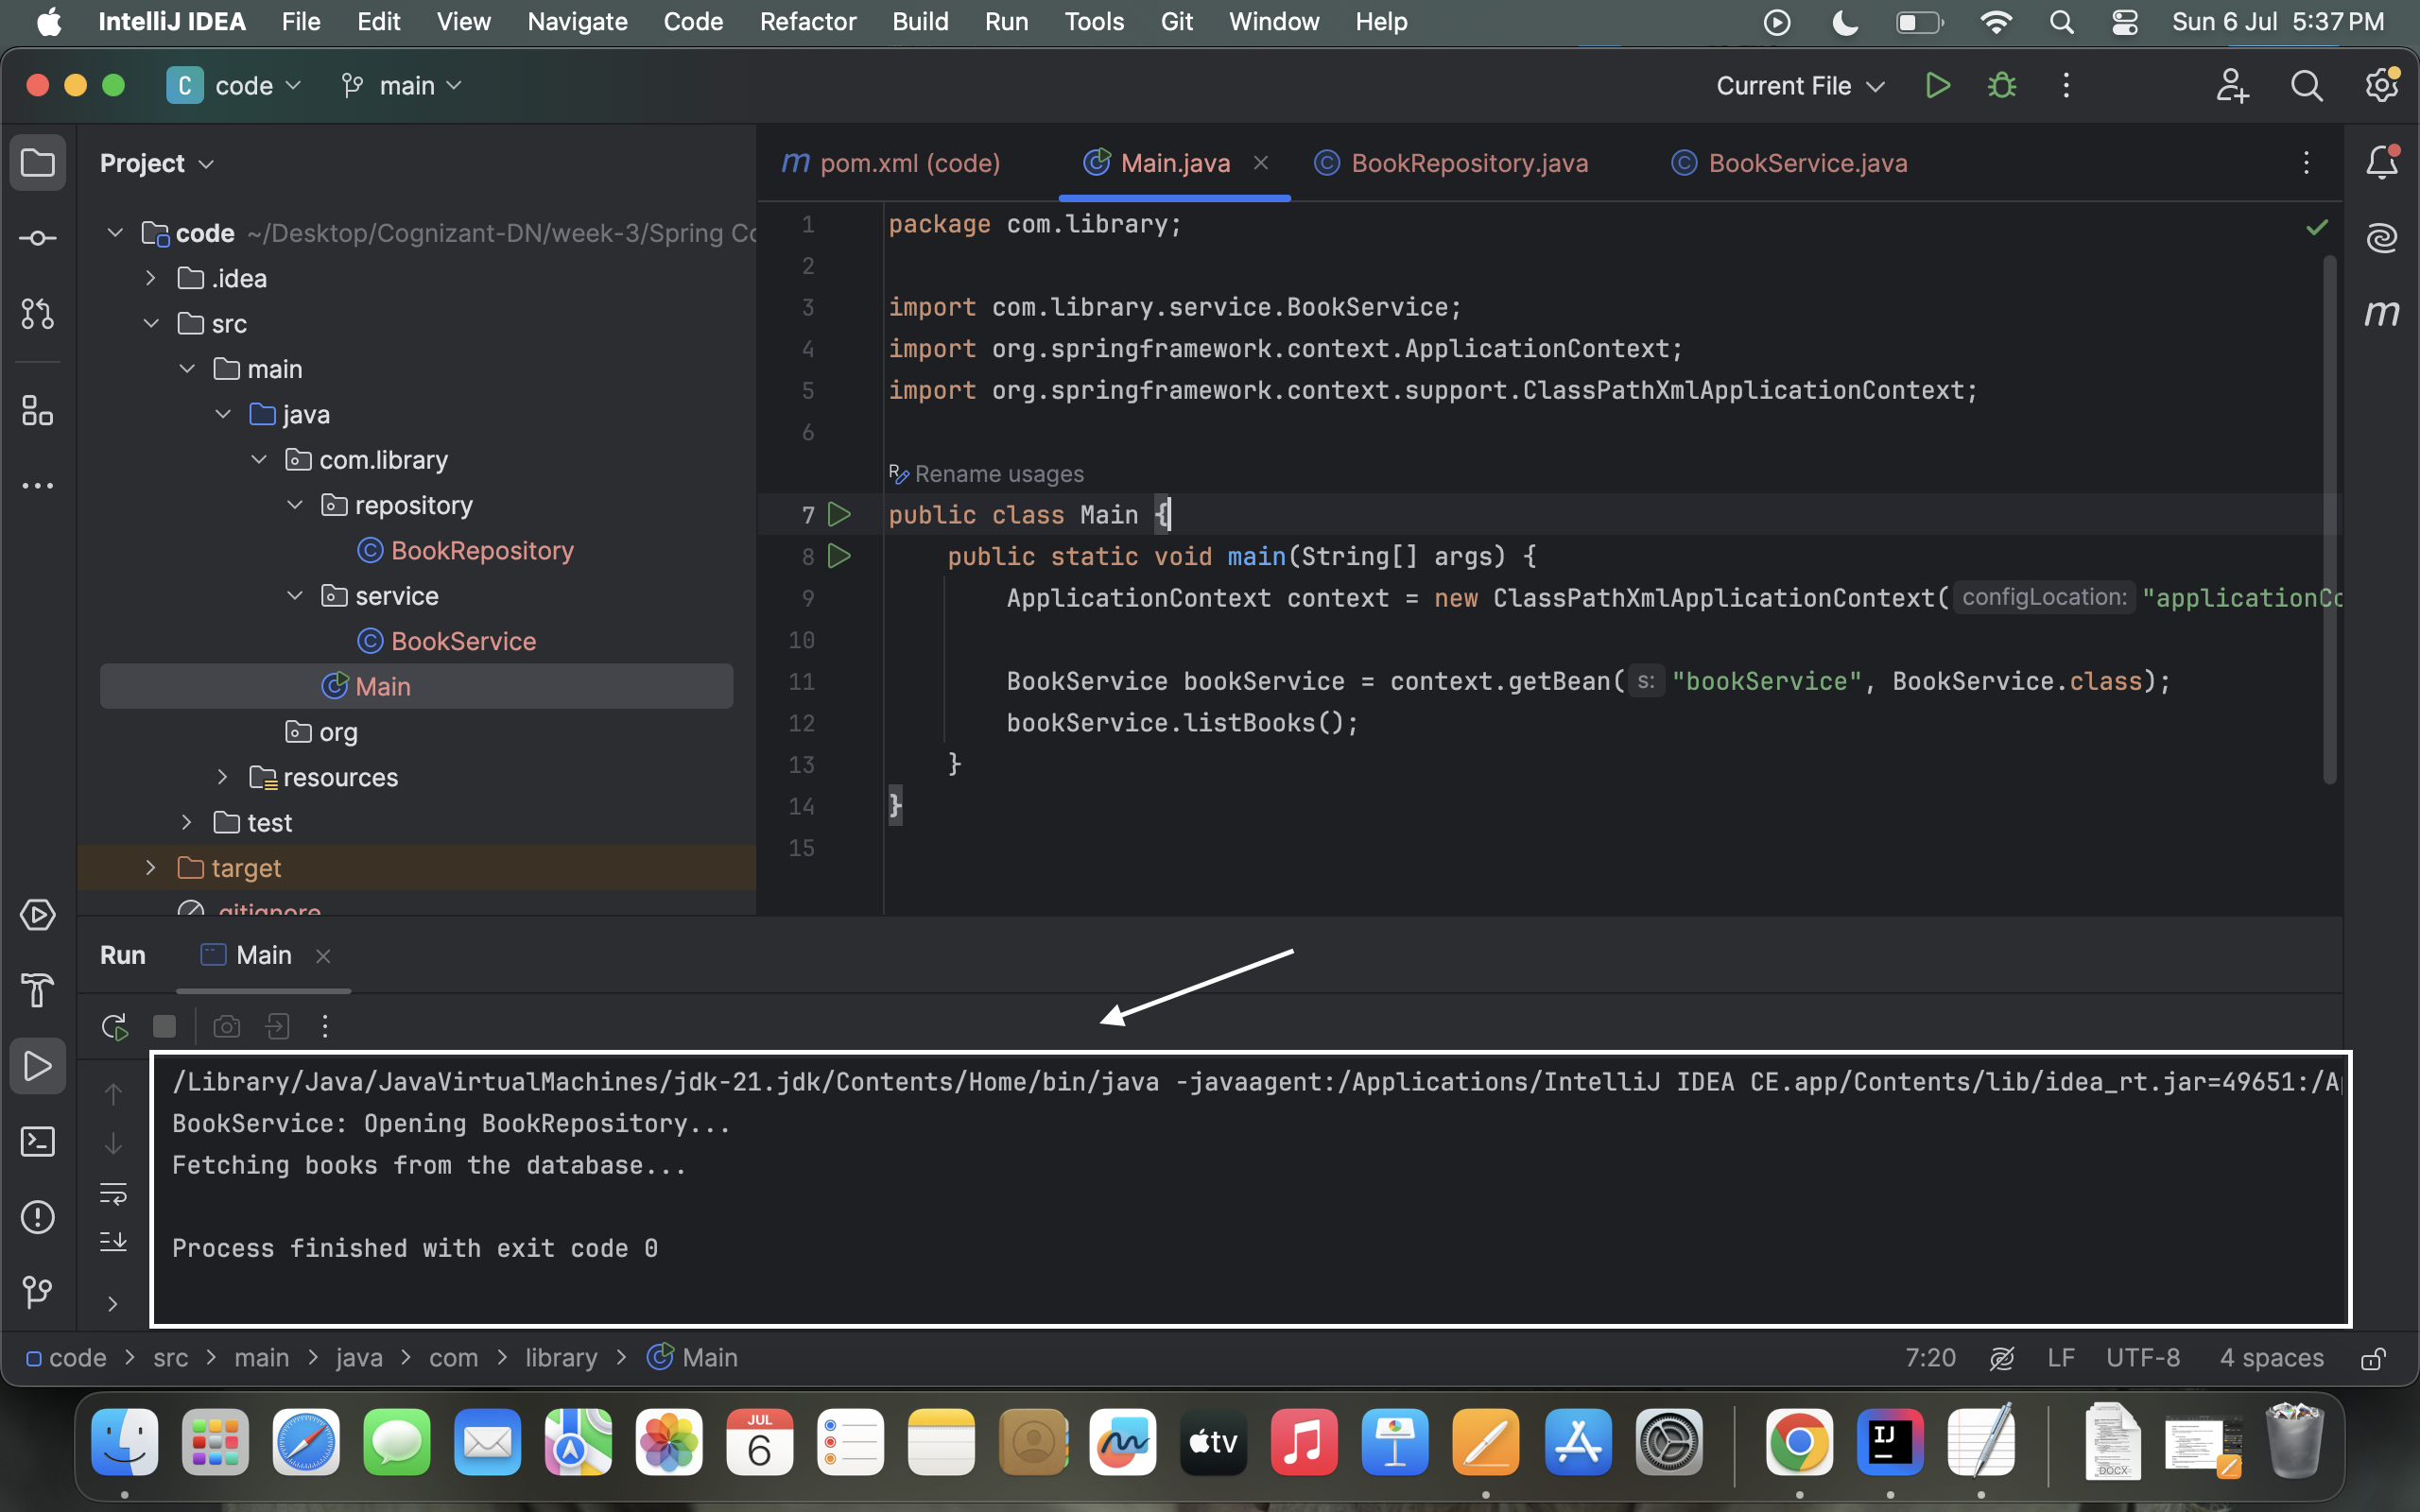 IntelliJ IDEA File Edit View Navigate Code Refactor Build Run Tools Git Window Help Sun 6 Jul 5:37 PM
C code main Current File
Project
code ~/Desktop/Cognizant-DN/week-3/Spring Co
.idea
src
main
java
com.library
repository
BookRepository
service
BookService
Main
org
resources
test
target
.gitignore
pom.xml (code) Main.java BookRepository.java BookService.java
1 package com.library;
2
3 import com.library.service.BookService;
4 import org.springframework.context.ApplicationContext;
5 import org.springframework.context.support.ClassPathXmlApplicationContext;
6
Rename usages
7 public class Main {
8 public static void main(String[] args) {
9 ApplicationContext context = new ClassPathXmlApplicationContext( configLocation: "applicationCo
10
11 BookService bookService = context.getBean( s: "bookService", BookService.class);
12 bookService.listBooks();
13 }
14 }
15
Run Main
/Library/Java/JavaVirtualMachines/jdk-21.jdk/Contents/Home/bin/java -javaagent:/Applications/IntelliJ IDEA CE.app/Contents/lib/idea_rt.jar=49651:/A
BookService: Opening BookRepository...
Fetching books from the database...
Process finished with exit code 0
code > src > main > java > com > library > Main 7:20 LF UTF-8 4 spaces
JUL
6
tv
IJ
DOCX